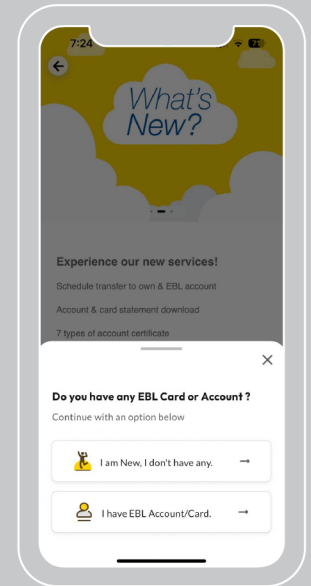 7:24
73
What's
New?
Experience our new services!
Schedule transfer to own & EBL account
Account & card statement download
7 types of account certificate
Do you have any EBL Card or Account ?
Continue with an option below
I am New, I don't have any.
I have EBL Account/Card.